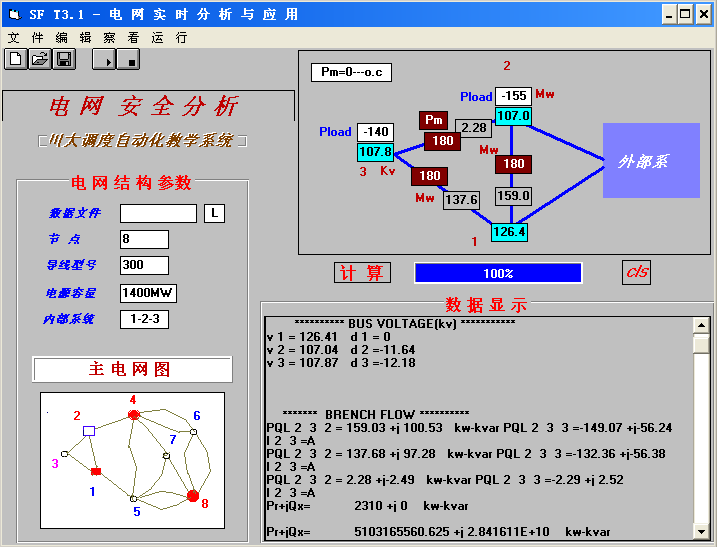 SF T3.1 - 电 网 实 时 分 析 与 应 用
文 件 编 辑 察 看 运 行
电 网 安 全 分 析
川大调度自动化教学系统
电 网 结 构 参 数
数据文件 L
节 点 8
导线型号 300
电源容量 1400MW
内部系统 1-2-3
主 电 网 图
4
2
6
7
3
1
5
8
Pm=0---o.c
2
Pload -155 Mw
107.0
Pload -140
107.8
3 Kv
Pm
180
2.28
Mw
180
180
Mw
137.6
159.0
126.4
1
外部系
计 算
100%
cls
数 据 显 示
********** BUS VOLTAGE(kv) ***********
v 1 = 126.41 d 1 = 0
v 2 = 107.04 d 2 =-11.64
v 3 = 107.87 d 3 =-12.18
******* BRENCH FLOW **********
PQL 2 3 2 = 159.03 +j 100.53 kw-kvar PQL 2 3 3 =-149.07 +j-56.24
I 2 3 =A
PQL 2 3 2 = 137.68 +j 97.28 kw-kvar PQL 2 3 3 =-132.36 +j-56.38
I 2 3 =A
PQL 2 3 2 = 2.28 +j-2.49 kw-kvar PQL 2 3 3 =-2.29 +j 2.52
I 2 3 =A
Pr+jQx= 2310 +j 0 kw-kvar
Pr+jQx= 5103165560.625 +j 2.841611E+10 kw-kvar